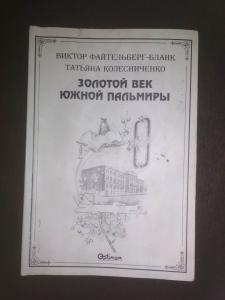 ВИКТОР ФАЙТЕЛЬБЕРГ-БЛАНК
ТАТЬЯНА КОЛЕСНИЧЕНКО
ЗОЛОТОЙ ВЕК
ЮЖНОЙ ПАЛЬМИРЫ
Optimum